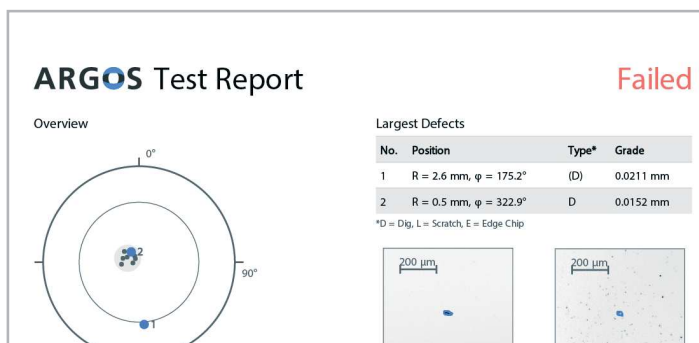 ARGOS Test Report
Failed
Overview
0°
2
90°
1
Largest Defects
No. Position Type* Grade
1 R = 2.6 mm, φ = 175.2° (D) 0.0211 mm
2 R = 0.5 mm, φ = 322.9° D 0.0152 mm
*D = Dig, L = Scratch, E = Edge Chip
200 μm
200 μm